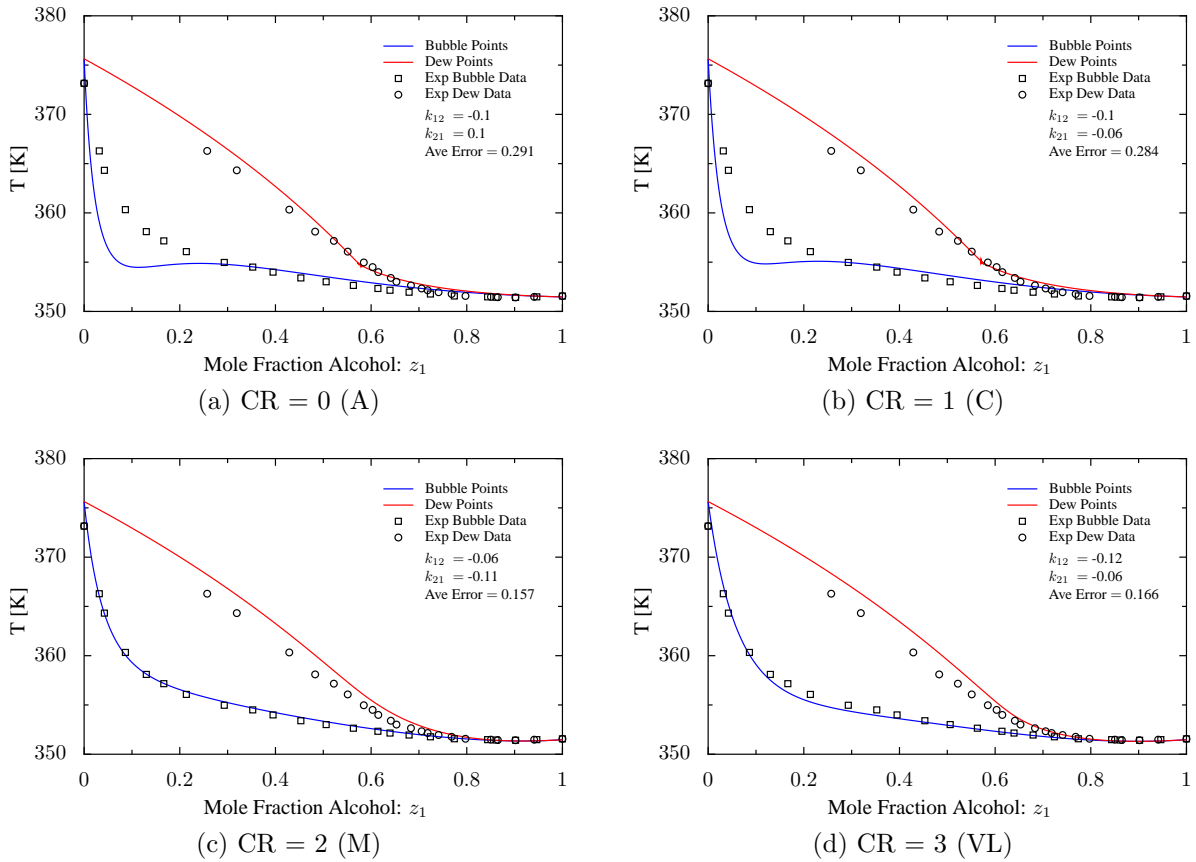 380
370
360
350
T [K]
Bubble Points
Dew Points
Exp Bubble Data
Exp Dew Data
k12 = -0.1
k21 = 0.1
Ave Error = 0.291
0 0.2 0.4 0.6 0.8 1
Mole Fraction Alcohol: z1
(a) CR = 0 (A)
380
370
360
350
T [K]
Bubble Points
Dew Points
Exp Bubble Data
Exp Dew Data
k12 = -0.1
k21 = -0.06
Ave Error = 0.284
0 0.2 0.4 0.6 0.8 1
Mole Fraction Alcohol: z1
(b) CR = 1 (C)
380
370
360
350
T [K]
Bubble Points
Dew Points
Exp Bubble Data
Exp Dew Data
k12 = -0.06
k21 = -0.11
Ave Error = 0.157
0 0.2 0.4 0.6 0.8 1
Mole Fraction Alcohol: z1
(c) CR = 2 (M)
380
370
360
350
T [K]
Bubble Points
Dew Points
Exp Bubble Data
Exp Dew Data
k12 = -0.12
k21 = -0.06
Ave Error = 0.166
0 0.2 0.4 0.6 0.8 1
Mole Fraction Alcohol: z1
(d) CR = 3 (VL)